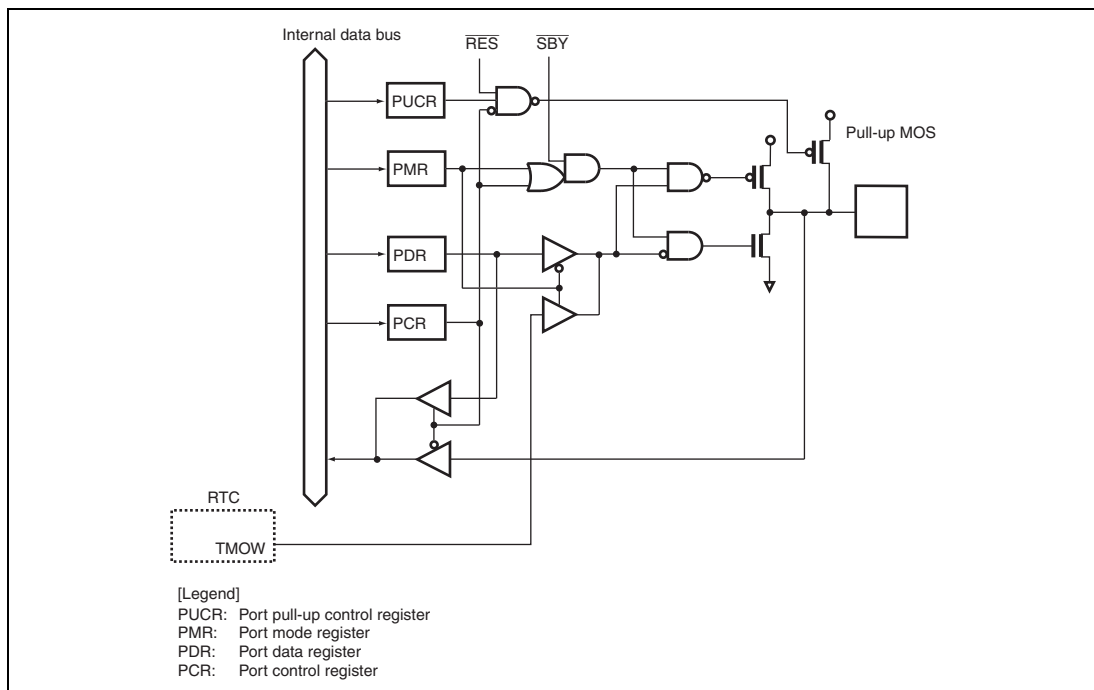 Internal data bus
RES
SBY
PUCR
Pull-up MOS
PMR
PDR
PCR
RTC
TMOW
[Legend]
PUCR: Port pull-up control register
PMR: Port mode register
PDR: Port data register
PCR: Port control register